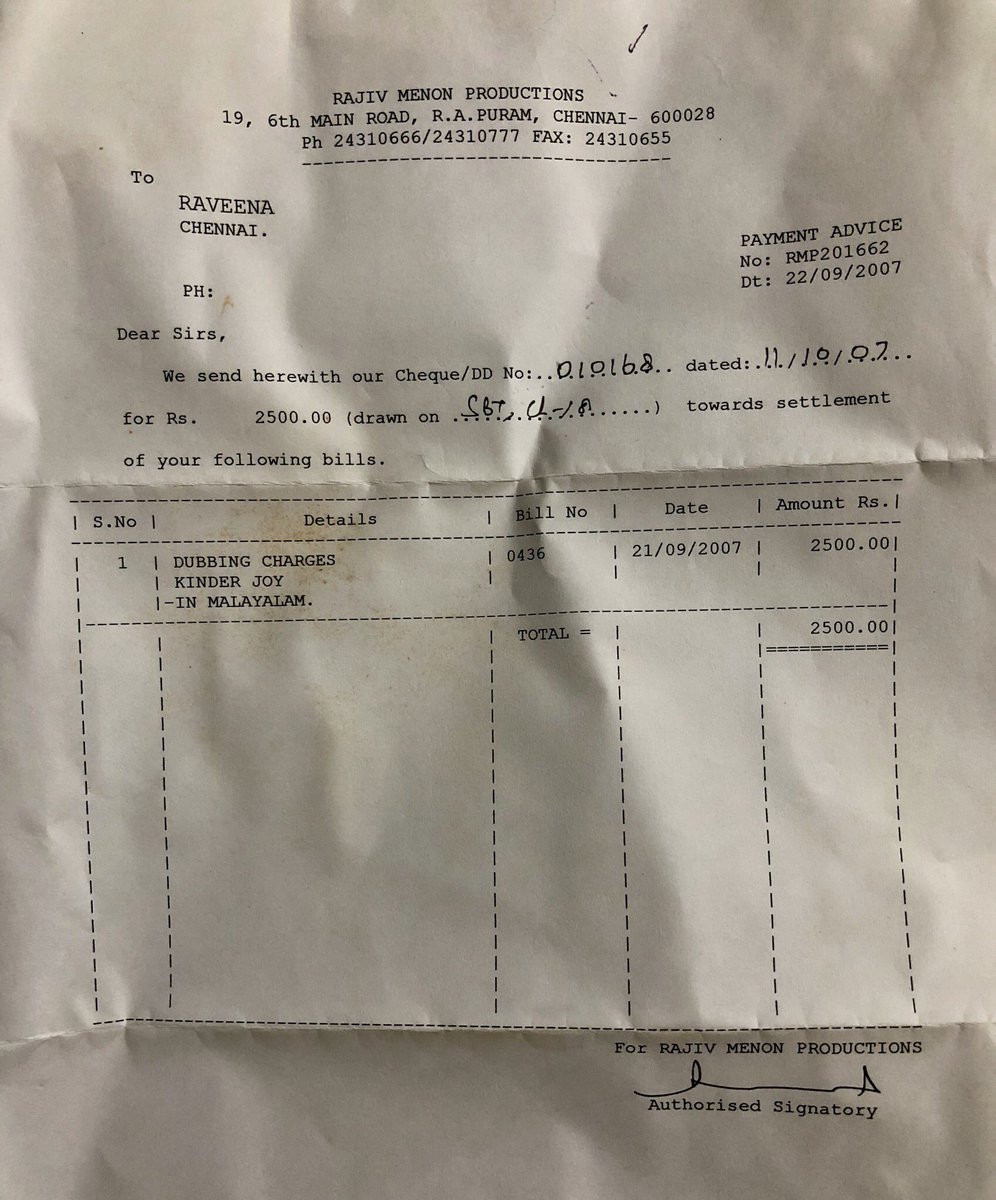 RAJIV MENON PRODUCTIONS
19, 6th MAIN ROAD, R.A.PURAM, CHENNAI- 600028
Ph 24310666/24310777 FAX: 24310655
To
RAVEENA
CHENNAI.
PAYMENT ADVICE
No: RMP201662
Dt: 22/09/2007
PH:
Dear Sirs,
We send herewith our Cheque/DD No:..010168.. dated:.11/10/07...
for Rs. 2500.00 (drawn on .SBI, Ch-18......) towards settlement
of your following bills.
| S.No | Details | Bill No | Date | Amount Rs.|
| 1 | DUBBING CHARGES | 0436 | 21/09/2007 | 2500.00|
| KINDER JOY
|-IN MALAYALAM.
TOTAL = | | 2500.00|
|===========|
For RAJIV MENON PRODUCTIONS
Authorised Signatory